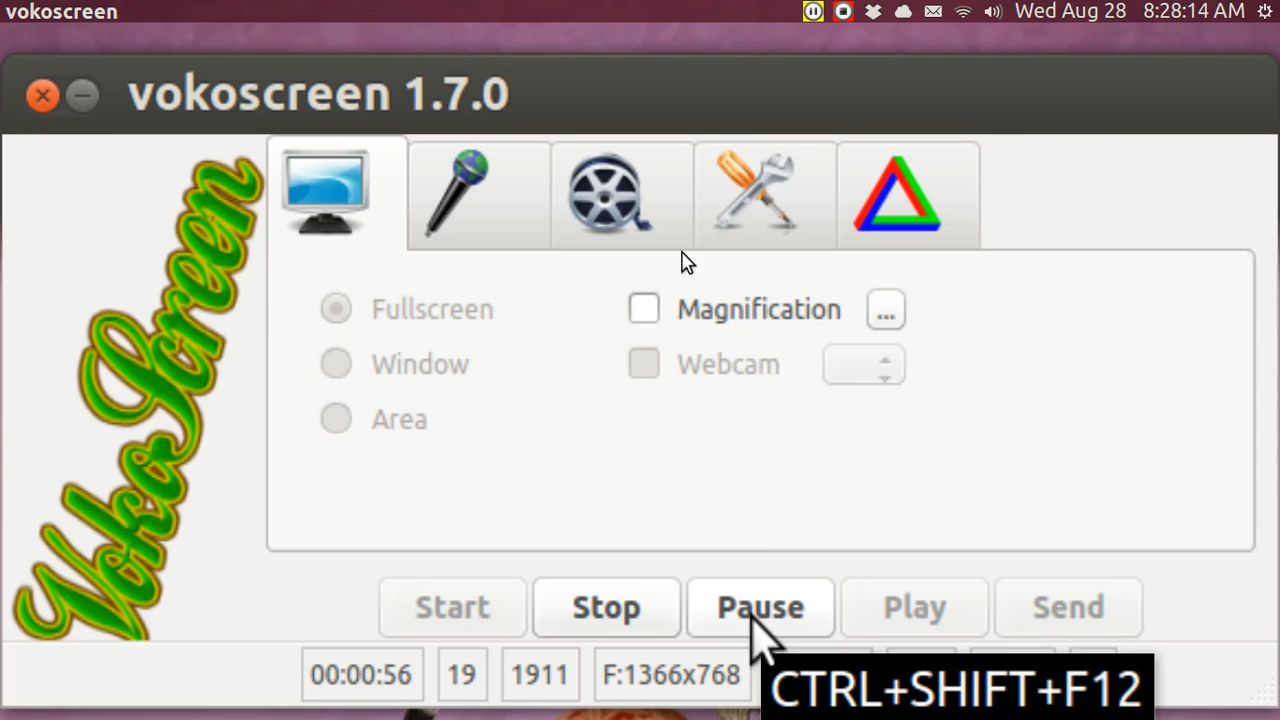 vokoscreen
Wed Aug 28 8:28:14 AM
vokoscreen 1.7.0
VokoScreen
Fullscreen
Magnification
...
Window
Webcam
Area
Start
Stop
Pause
Play
Send
00:00:56
19
1911
F:1366x768
CTRL+SHIFT+F12